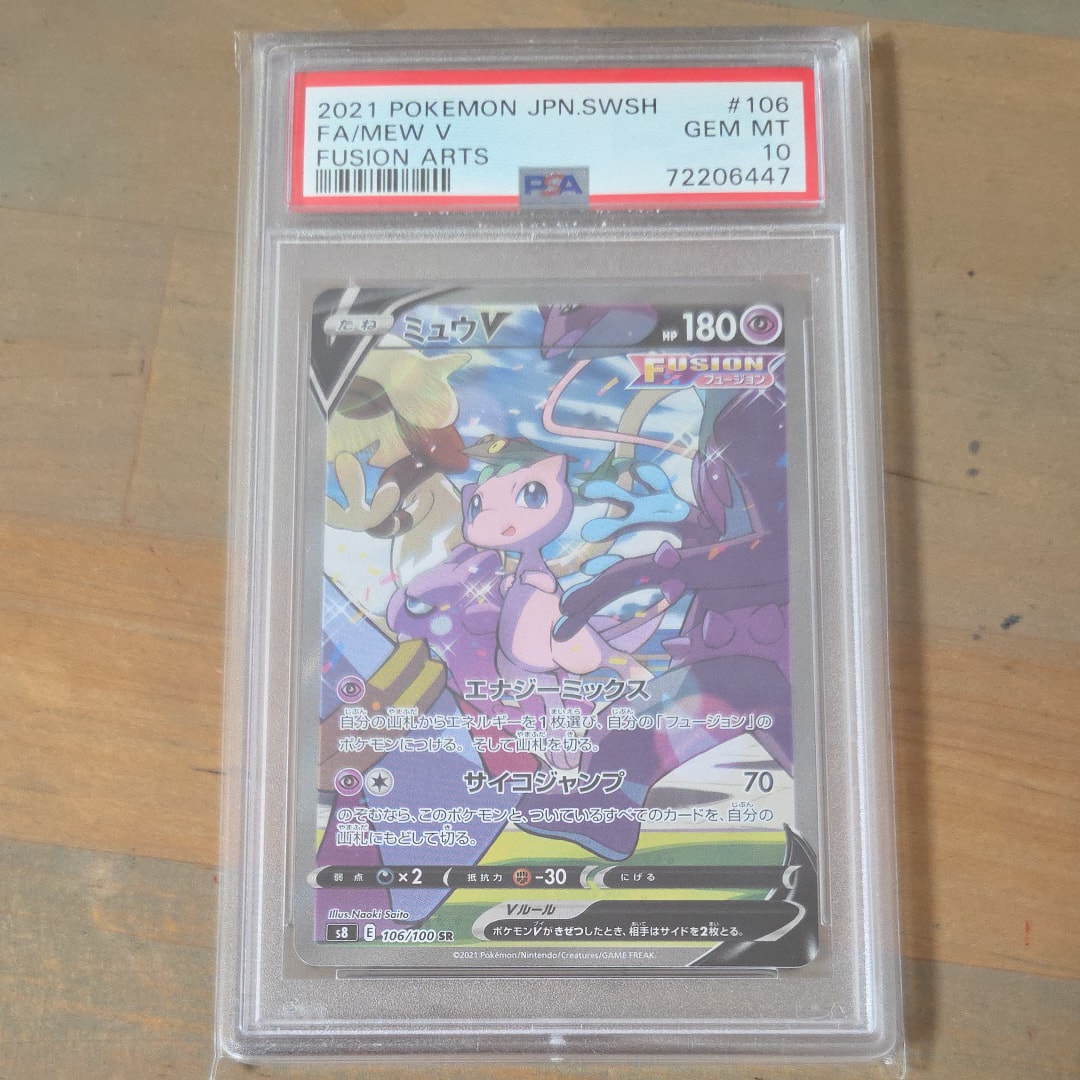 2021 POKEMON JPN.SWSH #106
FA/MEW V GEM MT
FUSION ARTS 10
PSA 72206447
たね ミュウV HP 180
FUSION
フュージョン
エナジーミックス
自分の山札からエネルギーを1枚選び、自分の「フュージョン」の
ポケモンにつける。そして山札を切る。
サイコジャンプ 70
のぞむなら、このポケモンと、ついているすべてのカードを、自分の
山札にもどして切る。
弱点 ×2 抵抗力 -30 にげる
Illus.Naoki Saito
Vルール
ポケモンVがきぜつしたとき、相手はサイドを2枚とる。
s8 E 106/100 SR
©2021 Pokémon/Nintendo/Creatures/GAME FREAK.